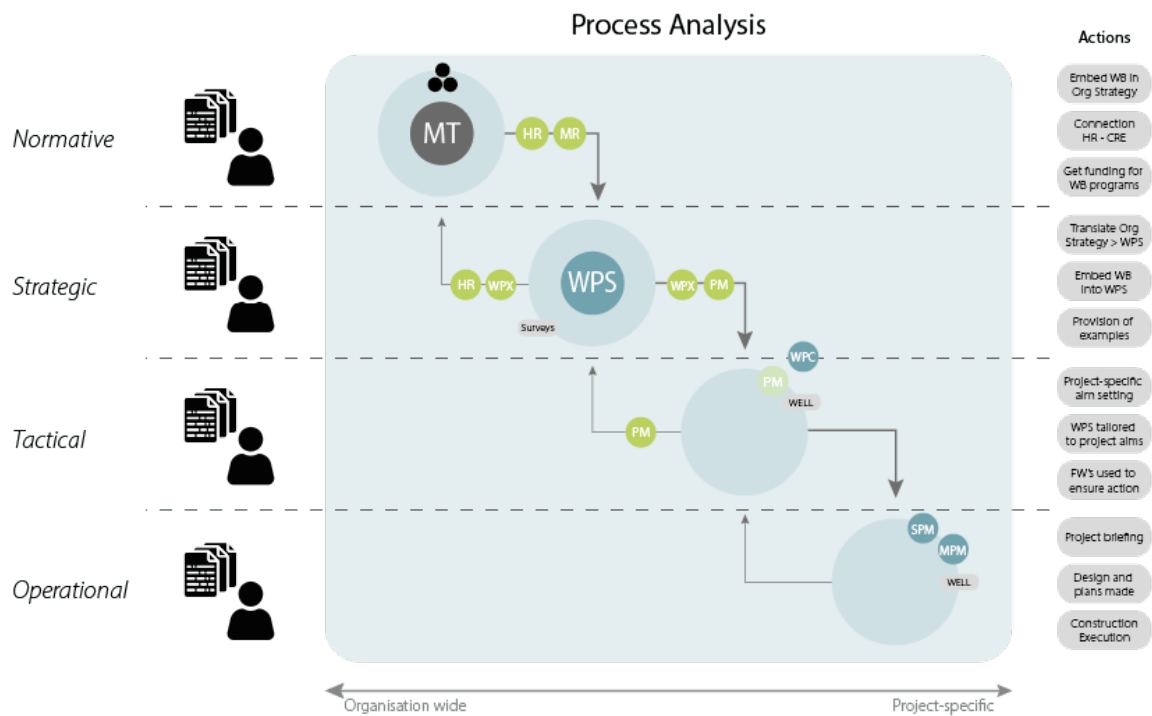 Process Analysis
Actions
Normative
MT
HR
MR
Embed WB in
Org Strategy
Connection
HR - CRE
Get funding for
WB programs
Strategic
HR
WPX
WPS
WPX
PM
Surveys
Translate Org
Strategy > WPS
Embed WB
into WPS
Provision of
examples
Tactical
WPC
PM
WELL
PM
Project-specific
aim setting
WPS tailored
to project aims
FW's used to
ensure action
Operational
SPM
MPM
WELL
Project briefing
Design and
plans made
Construction
Execution
Organisation wide
Project-specific